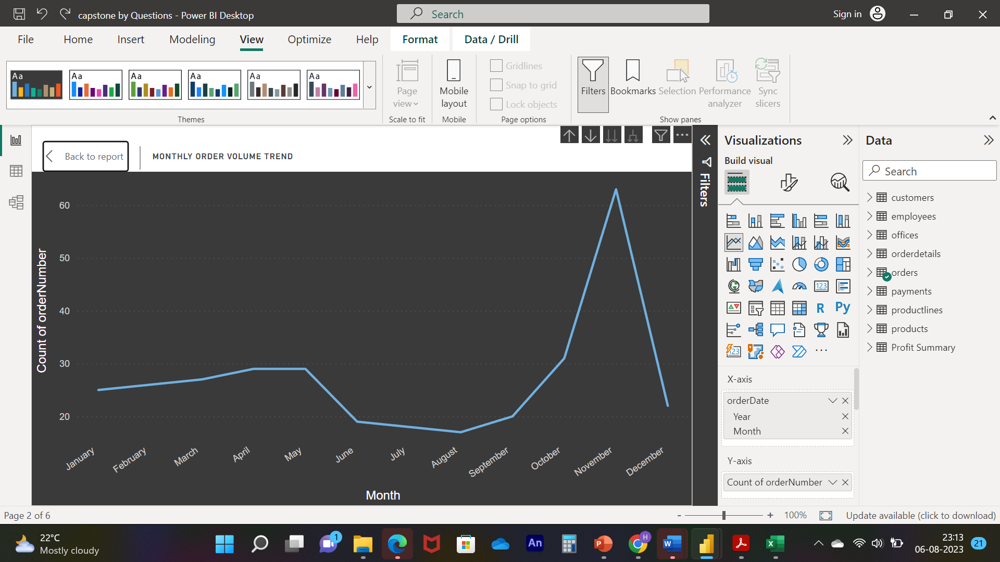 capstone by Questions - Power BI Desktop
Search
Sign in
File
Home
Insert
Modeling
View
Optimize
Help
Format
Data / Drill
Aa
Aa
Aa
Aa
Aa
Aa
Themes
Page
view
Scale to fit
Mobile
layout
Mobile
Gridlines
Snap to grid
Lock objects
Page options
Filters
Bookmarks
Selection
Performance
analyzer
Sync
slicers
Show panes
Back to report
MONTHLY ORDER VOLUME TREND
60
50
40
30
20
Count of orderNumber
January
February
March
April
May
June
July
August
September
October
November
December
Month
Filters
Visualizations
Build visual
123
R
Py
123
X-axis
orderDate
Year
Month
Y-axis
Count of orderNumber
Data
Search
customers
employees
offices
orderdetails
orders
payments
productlines
products
Profit Summary
Page 2 of 6
- + 100%
Update available (click to download)
22°C
Mostly cloudy
1
An
P
H
W
X
23:13
06-08-2023
21